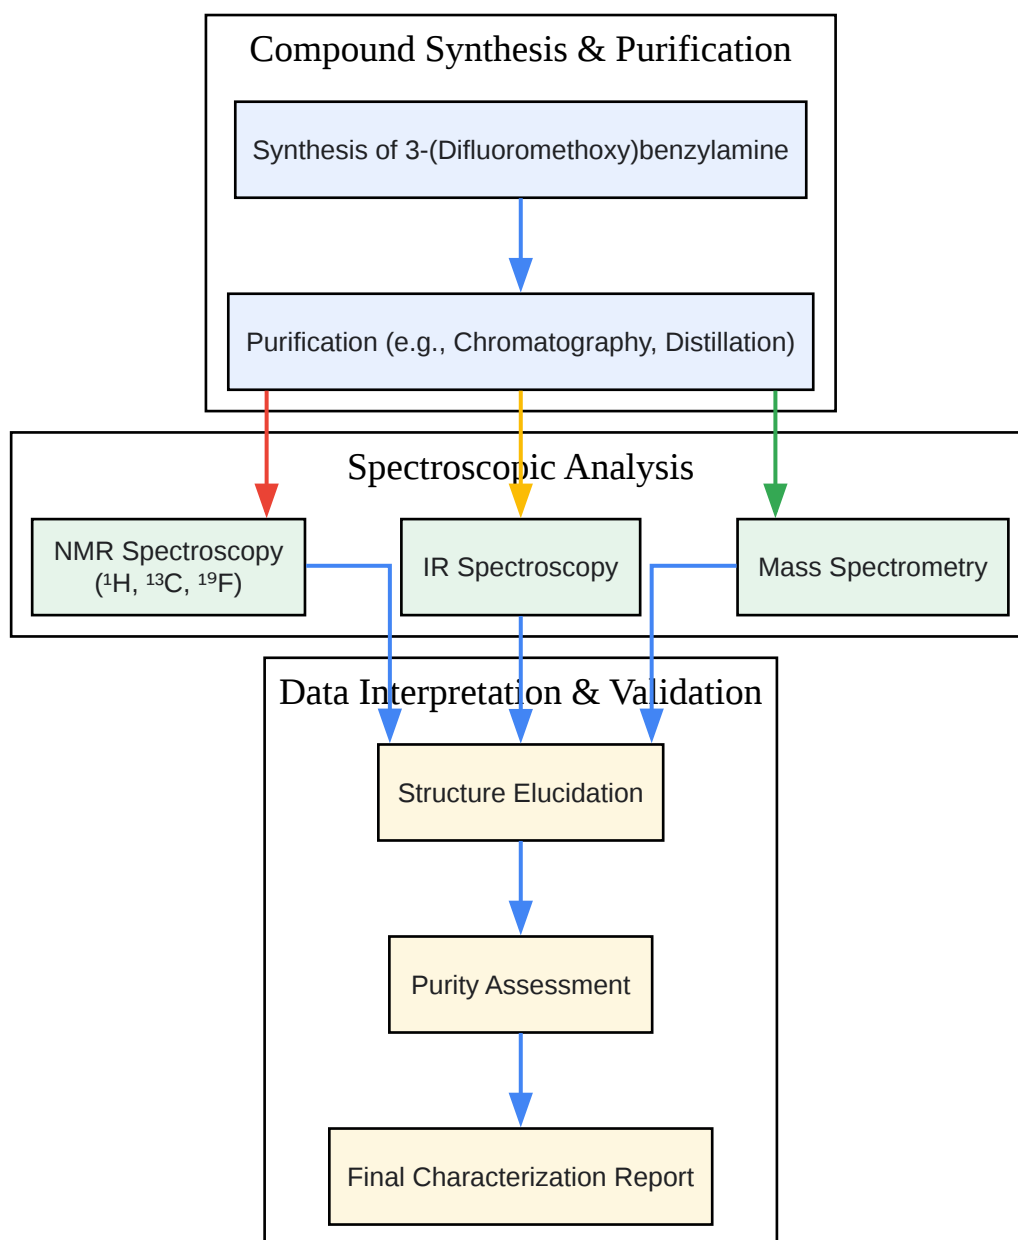 Compound Synthesis & Purification
Synthesis of 3-(Difluoromethoxy)benzylamine
Purification (e.g., Chromatography, Distillation)
Spectroscopic Analysis
NMR Spectroscopy
(¹H, ¹³C, ¹⁹F)
IR Spectroscopy
Mass Spectrometry
Data Interpretation & Validation
Structure Elucidation
Purity Assessment
Final Characterization Report